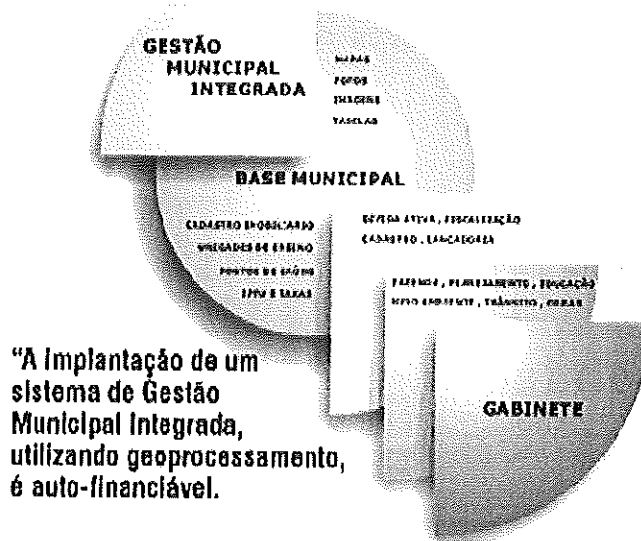 GESTÃO
MUNICIPAL
INTEGRADA
MAPAS
FOTOS
IMAGENS
TABELAS
BASE MUNICIPAL
CADASTRO IMOBILIÁRIO
UNIDADES DE ENSINO
POSTOS DE SAÚDE
IPTU E TAXAS
DÍVIDA ATIVA, FISCALIZAÇÃO
CADASTRO, LANÇADORIA
FAZENDA, PLANEJAMENTO, EDUCAÇÃO
MEIO AMBIENTE, TRÂNSITO, OBRAS
GABINETE
"A implantação de um
sistema de Gestão
Municipal Integrada,
utilizando geoprocessamento,
é auto-financiável.